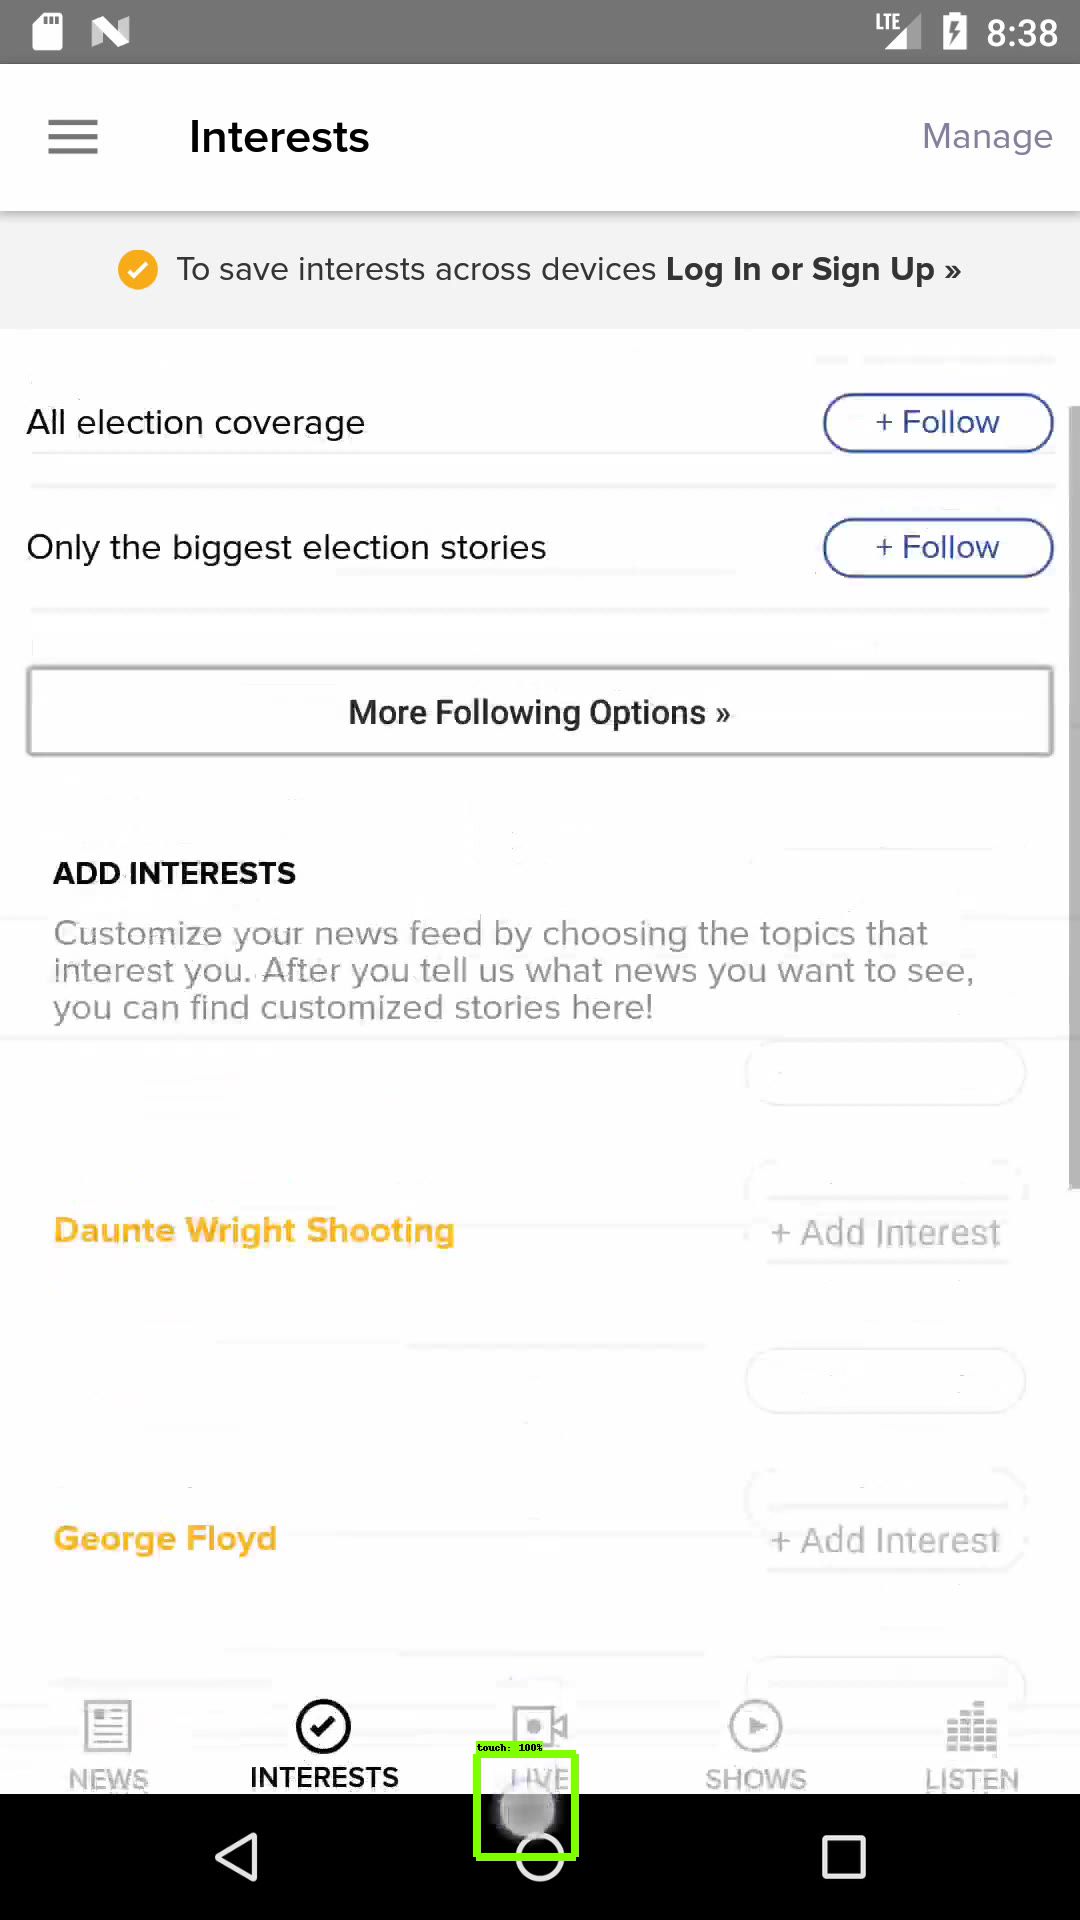 LTE 8:38
Interests
Manage
To save interests across devices Log In or Sign Up »
All election coverage
+ Follow
Only the biggest election stories
+ Follow
More Following Options »
ADD INTERESTS
Customize your news feed by choosing the topics that
interest you. After you tell us what news you want to see,
you can find customized stories here!
Daunte Wright Shooting
+ Add Interest
George Floyd
+ Add Interest
touch: 100%
NEWS
INTERESTS
LIVE
SHOWS
LISTEN